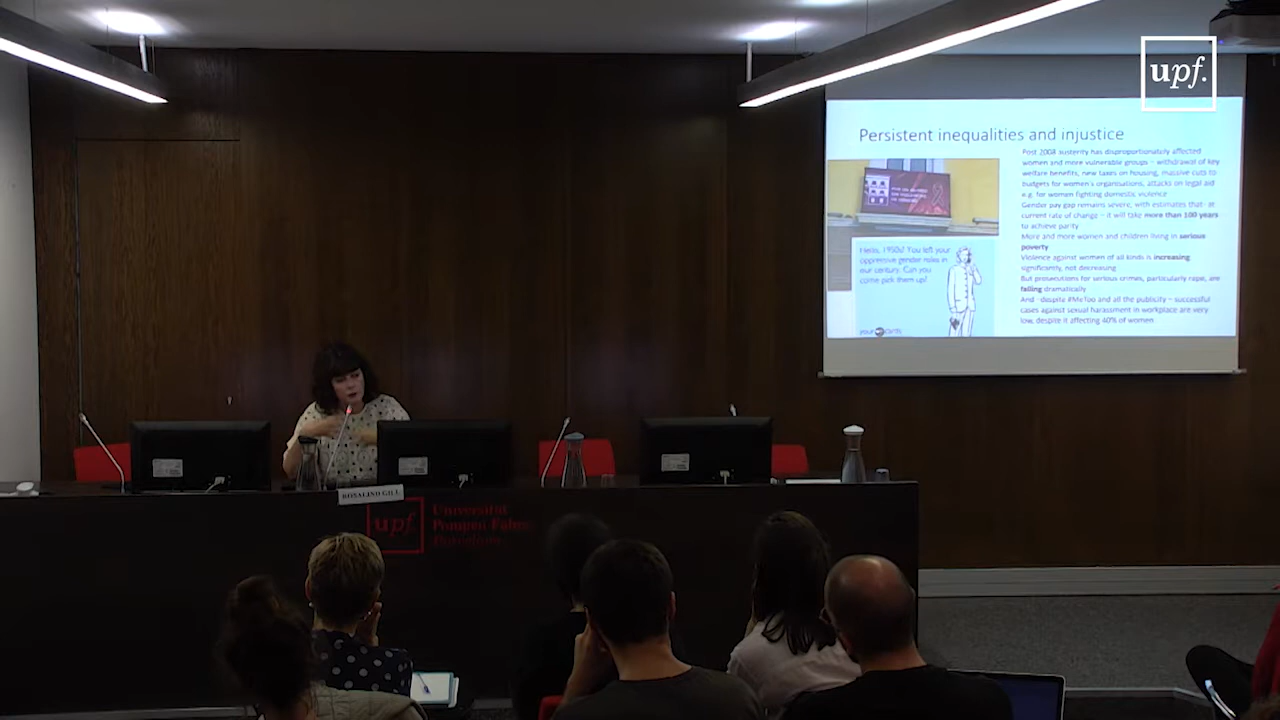 upf.
Persistent inequalities and injustice
Post 2008 austerity has disproportionately affected
women and more vulnerable groups – withdrawal of key
welfare benefits, new taxes on housing, massive cuts to
budgets for women's organisations, attacks on legal aid
e.g. for women fighting domestic violence
Gender pay gap remains severe, with estimates that- at
current rate of change – it will take more than 100 years
to achieve parity
More and more women and children living in serious
poverty
Violence against women of all kinds is increasing
significantly, not decreasing
But prosecutions for serious crimes, particularly rape, are
falling dramatically
And -despite #MeToo and all the publicity – successful
cases against sexual harassment in workplace are very
low, despite it affecting 40% of women
Hello, 1950s? You left your
oppressive gender roles in
our century. Can you
come pick them up?
your cards
ROSALIND GILL
upf.
Universitat
Pompeu Fabra
Barcelona